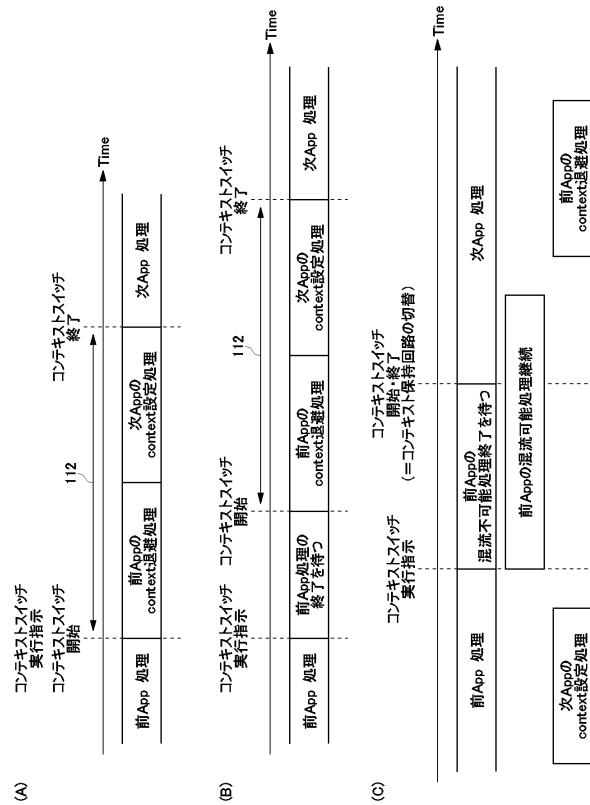 (A)
コンテキストスイッチ
実行指示
コンテキストスイッチ
開始
112
コンテキストスイッチ
終了
Time
前App 処理
前Appの
context退避処理
次Appの
context設定処理
次App 処理
(B)
コンテキストスイッチ
実行指示
コンテキストスイッチ
開始
112
コンテキストスイッチ
終了
Time
前App 処理
前App処理の
終了を待つ
前Appの
context退避処理
次Appの
context設定処理
次App 処理
(C)
コンテキストスイッチ
実行指示
コンテキストスイッチ
開始・終了
(=コンテキスト保持回路の切替)
Time
前App 処理
前Appの
混流不可能処理終了を待つ
次App 処理
前Appの混流可能処理継続
次Appの
context設定処理
前Appの
context退避処理